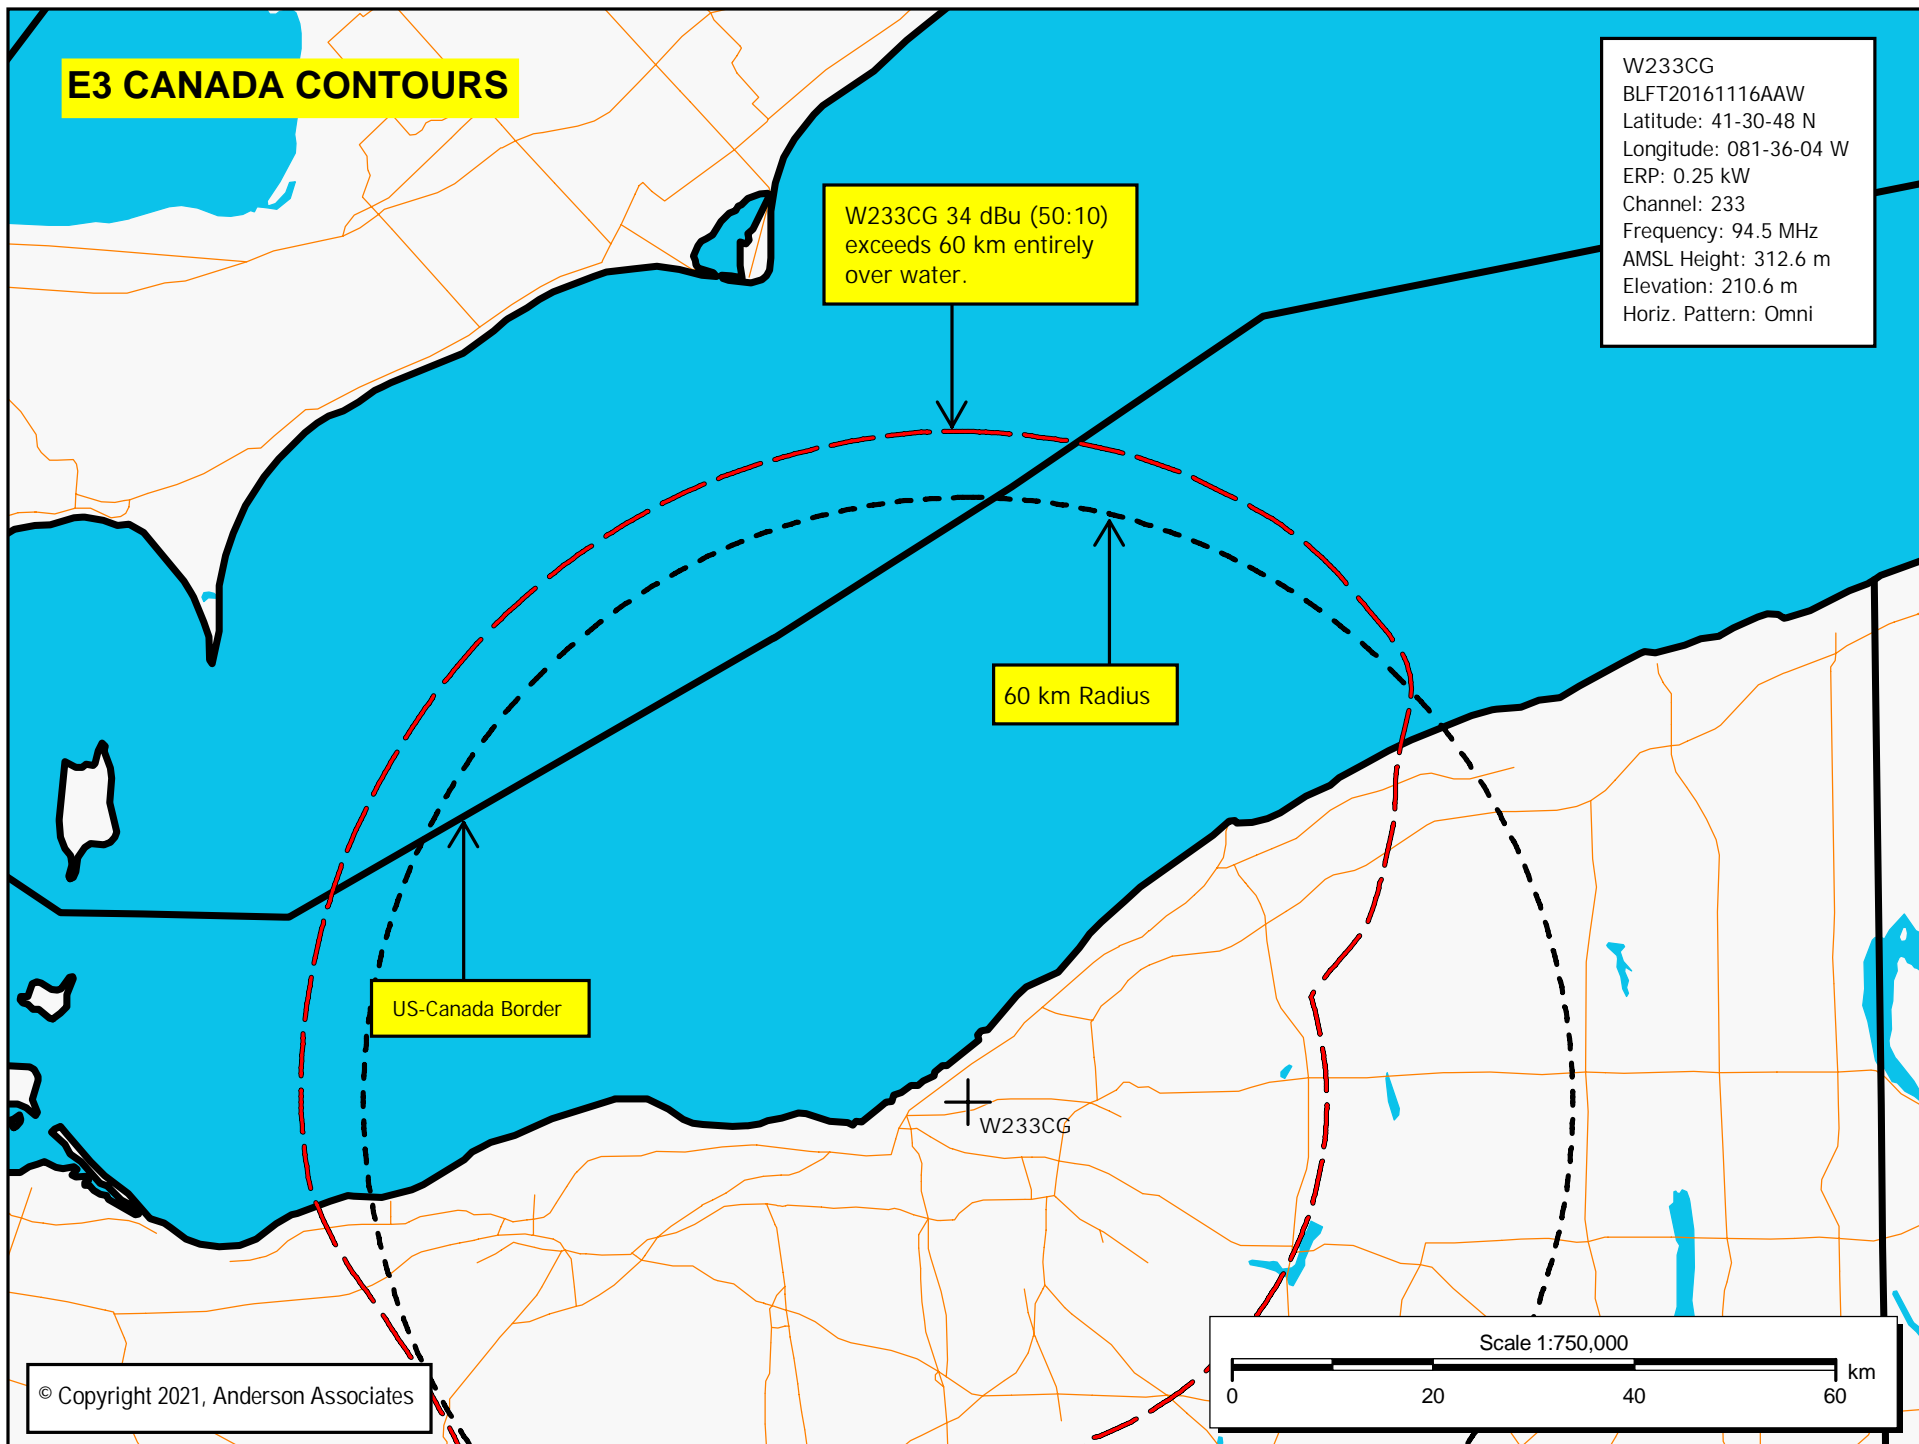 E3 CANADA CONTOURS
W233CG
BLFT20161116AAW
Latitude: 41-30-48 N
Longitude: 081-36-04 W
ERP: 0.25 kW
Channel: 233
Frequency: 94.5 MHz
AMSL Height: 312.6 m
Elevation: 210.6 m
Horiz. Pattern: Omni
W233CG 34 dBu (50:10)
exceeds 60 km entirely
over water.
60 km Radius
US-Canada Border
W233CG
Scale 1:750,000
km
0 20 40 60
© Copyright 2021, Anderson Associates